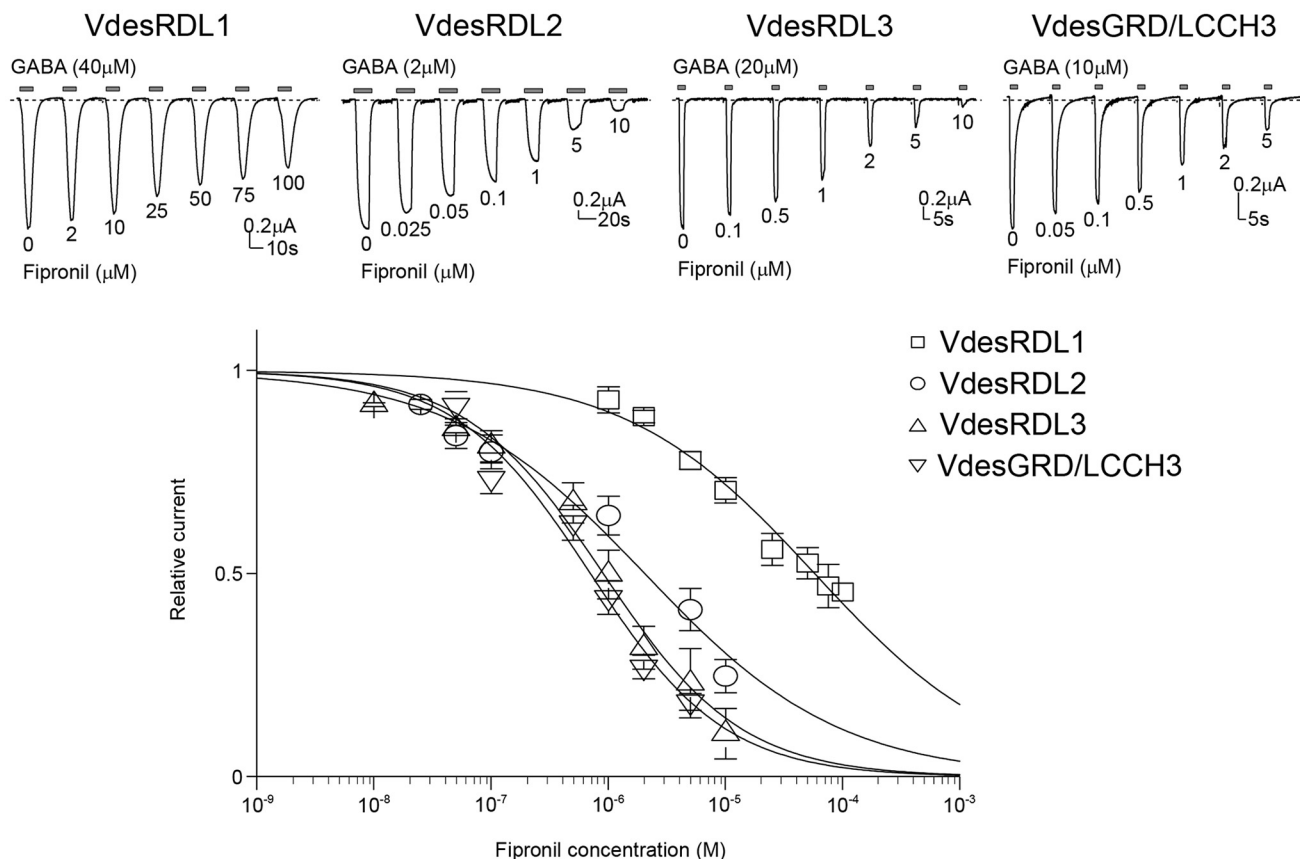 VdesRDL1
GABA (40μM)
0
2
10
25
50
75
100
0.2μA
10s
Fipronil (μM)
VdesRDL2
GABA (2μM)
0
0.025
0.05
0.1
1
5
10
0.2μA
20s
Fipronil (μM)
VdesRDL3
GABA (20μM)
0
0.1
0.5
1
2
5
10
0.2μA
5s
Fipronil (μM)
VdesGRD/LCCH3
GABA (10μM)
0
0.05
0.1
0.5
1
2
5
0.2μA
5s
Fipronil (μM)
VdesRDL1
VdesRDL2
VdesRDL3
VdesGRD/LCCH3
Relative current
1
0.5
0
10⁻⁹
10⁻⁸
10⁻⁷
10⁻⁶
10⁻⁵
10⁻⁴
10⁻³
Fipronil concentration (M)